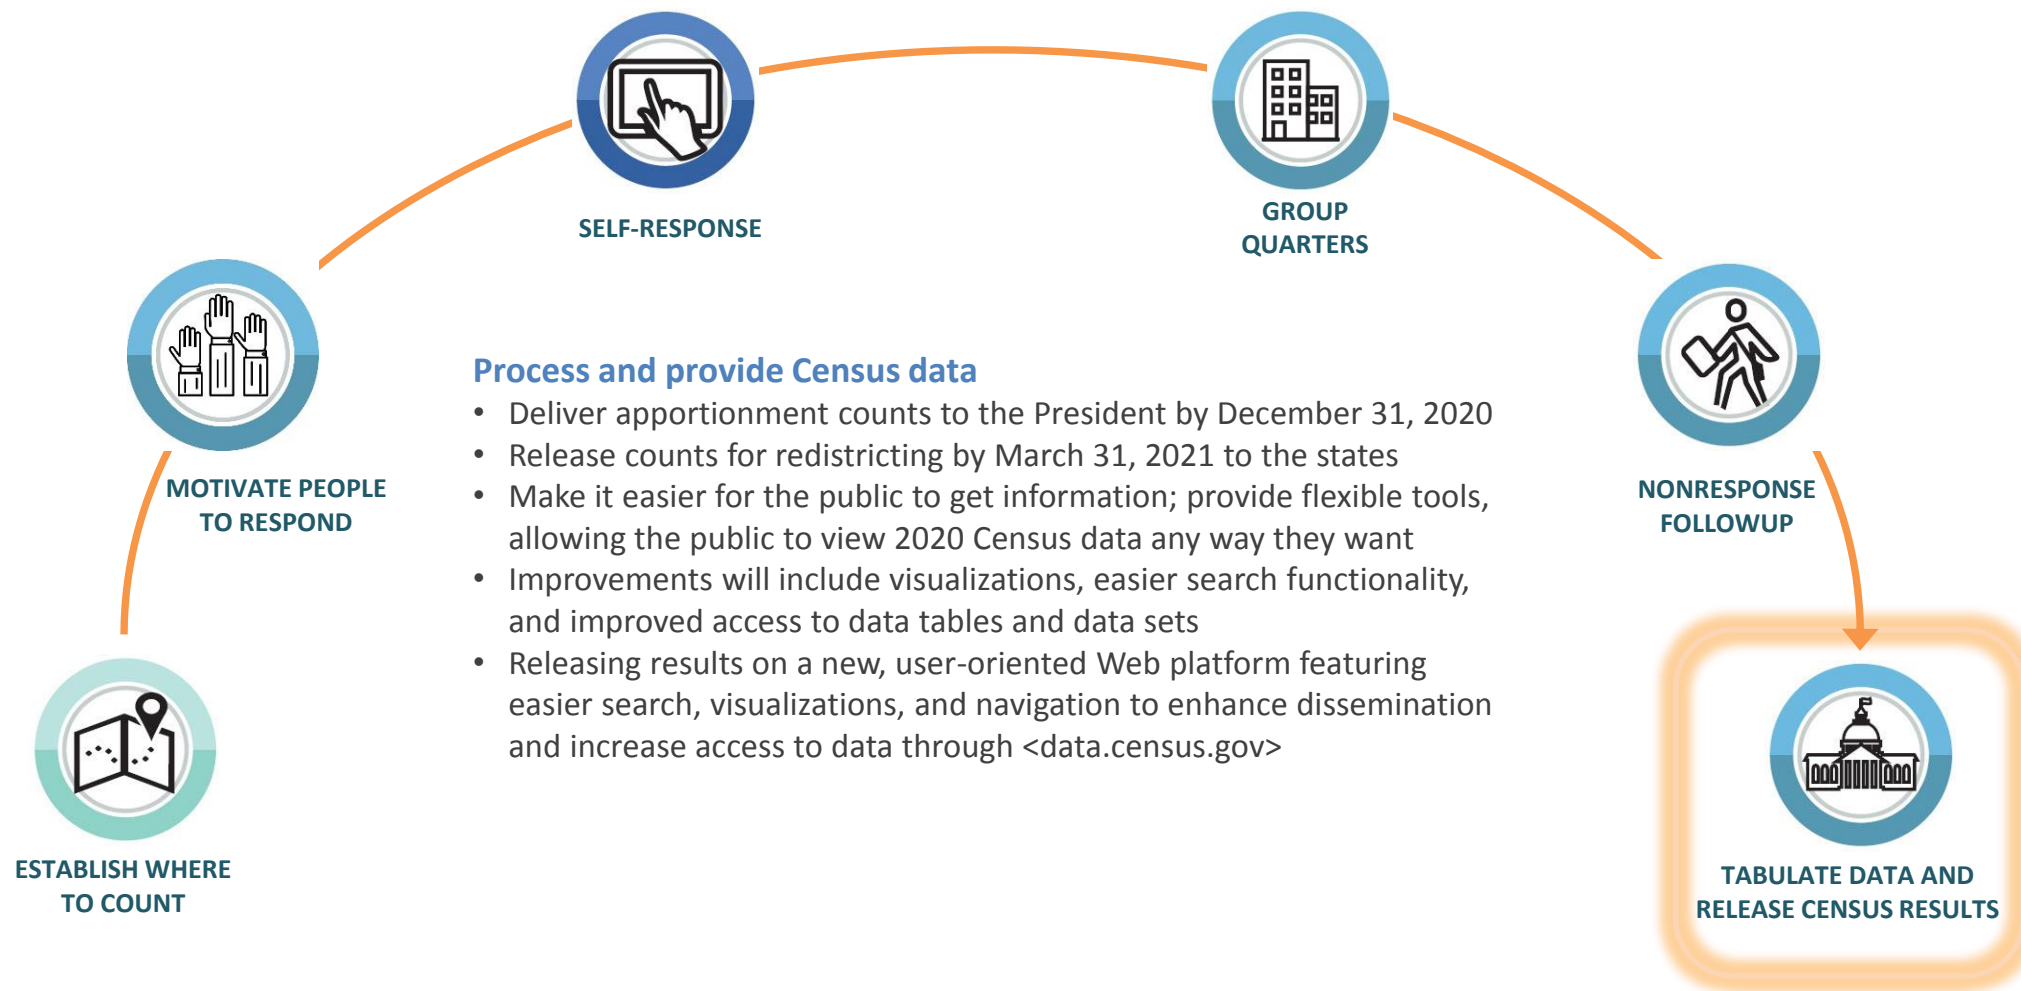 SELF-RESPONSE
GROUP
QUARTERS
MOTIVATE PEOPLE
TO RESPOND
NONRESPONSE
FOLLOWUP
ESTABLISH WHERE
TO COUNT
TABULATE DATA AND
RELEASE CENSUS RESULTS
Process and provide Census data
• Deliver apportionment counts to the President by December 31, 2020
• Release counts for redistricting by March 31, 2021 to the states
• Make it easier for the public to get information; provide flexible tools,
allowing the public to view 2020 Census data any way they want
• Improvements will include visualizations, easier search functionality,
and improved access to data tables and data sets
• Releasing results on a new, user-oriented Web platform featuring
easier search, visualizations, and navigation to enhance dissemination
and increase access to data through <data.census.gov>